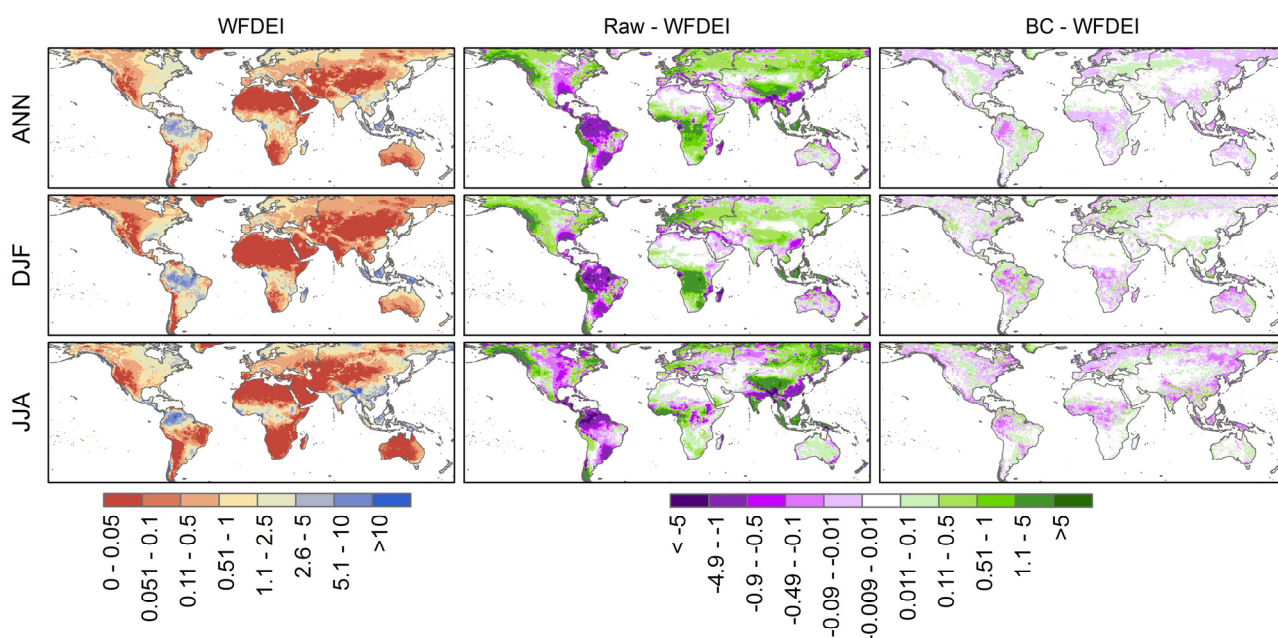 WFDEI
Raw - WFDEI
BC - WFDEI
ANN
DJF
JJA
0 - 0.05
0.051 - 0.1
0.11 - 0.5
0.51 - 1
1.1 - 2.5
2.6 - 5
5.1 - 10
>10
< -5
-4.9 - -1
-0.9 - -0.5
-0.49 - -0.1
-0.09 - -0.01
-0.009 - 0.01
0.011 - 0.1
0.11 - 0.5
0.51 - 1
1.11 - 5
>5